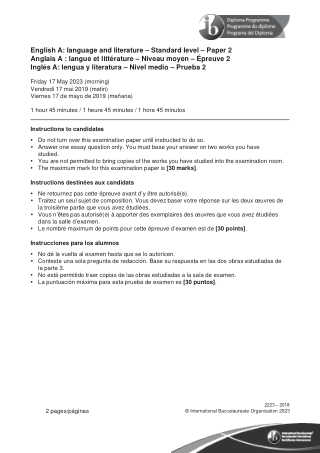 Diploma Programme
Programme du diplôme
Programa del Diploma
English A: language and literature – Standard level – Paper 2
Anglais A : langue et littérature – Niveau moyen – Épreuve 2
Inglés A: lengua y literatura – Nivel medio – Prueba 2
Friday 17 May 2023 (morning)
Vendredi 17 mai 2019 (matin)
Viernes 17 de mayo de 2019 (mañana)
1 hour 45 minutes / 1 heure 45 minutes / 1 hora 45 minutos
Instructions to candidates
• Do not turn over this examination paper until instructed to do so.
• Answer one essay question only. You must base your answer on two works you have
studied.
• You are not permitted to bring copies of the works you have studied into the examination room.
• The maximum mark for this examination paper is [30 marks].
Instructions destinées aux candidats
• Ne retournez pas cette épreuve avant d'y être autorisé(e).
• Traitez un seul sujet de composition. Vous devez baser votre réponse sur les deux œuvres de
la troisième partie que vous avez étudiées.
• Vous n'êtes pas autorisé(e) à apporter des exemplaires des œuvres que vous avez étudiées
dans la salle d'examen.
• Le nombre maximum de points pour cette épreuve d'examen est de [30 points].
Instrucciones para los alumnos
• No dé la vuelta al examen hasta que se lo autoricen.
• Conteste una sola pregunta de redacción. Base su respuesta en las dos obras estudiadas de
la parte 3.
• No está permitido traer copias de las obras estudiadas a la sala de examen.
• La puntuación máxima para esta prueba de examen es [30 puntos].
2 pages/páginas
2223 – 2019
© International Baccalaureate Organization 2023
International Baccalaureate
Baccalauréat International
Bachillerato Internacional